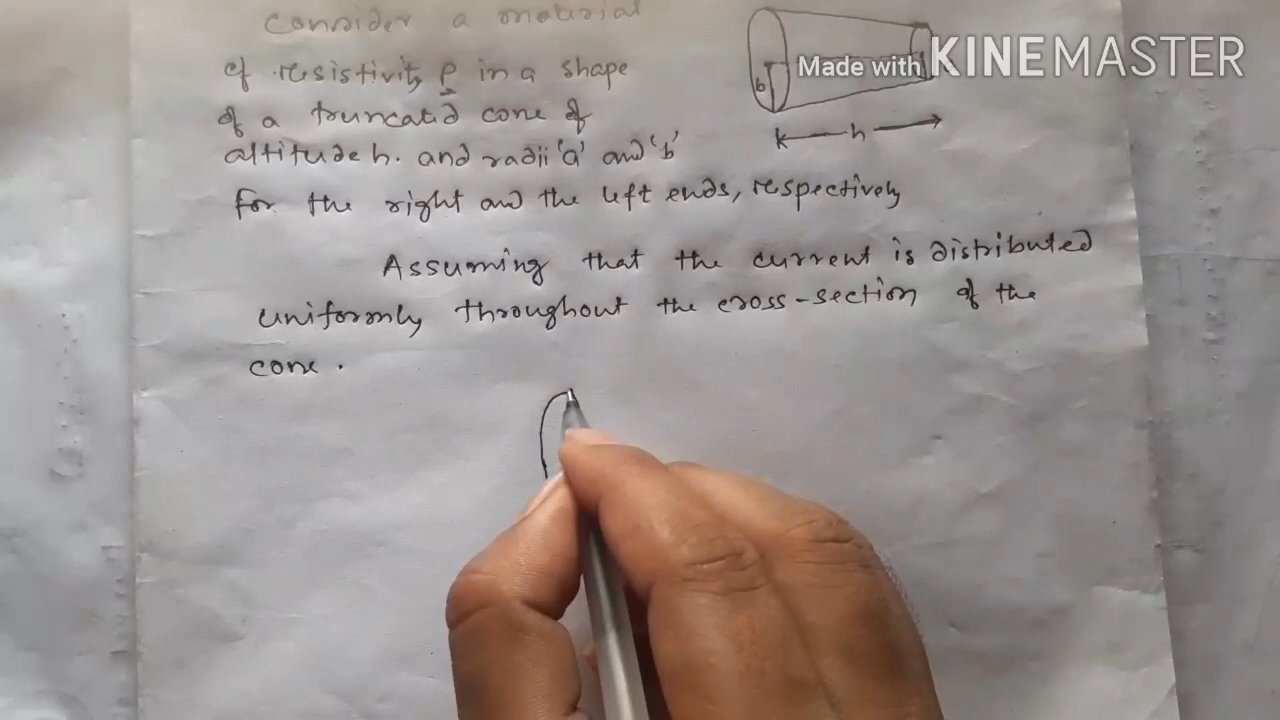 Consider a material
of resistivity ρ in a shape
of a truncated cone of
altitude h. and radii 'a' and 'b'
for the right and the left ends, respectively
Assuming that the current is distributed
uniformly throughout the cross-section of the
cone.
b
h
Made with KINEMASTER